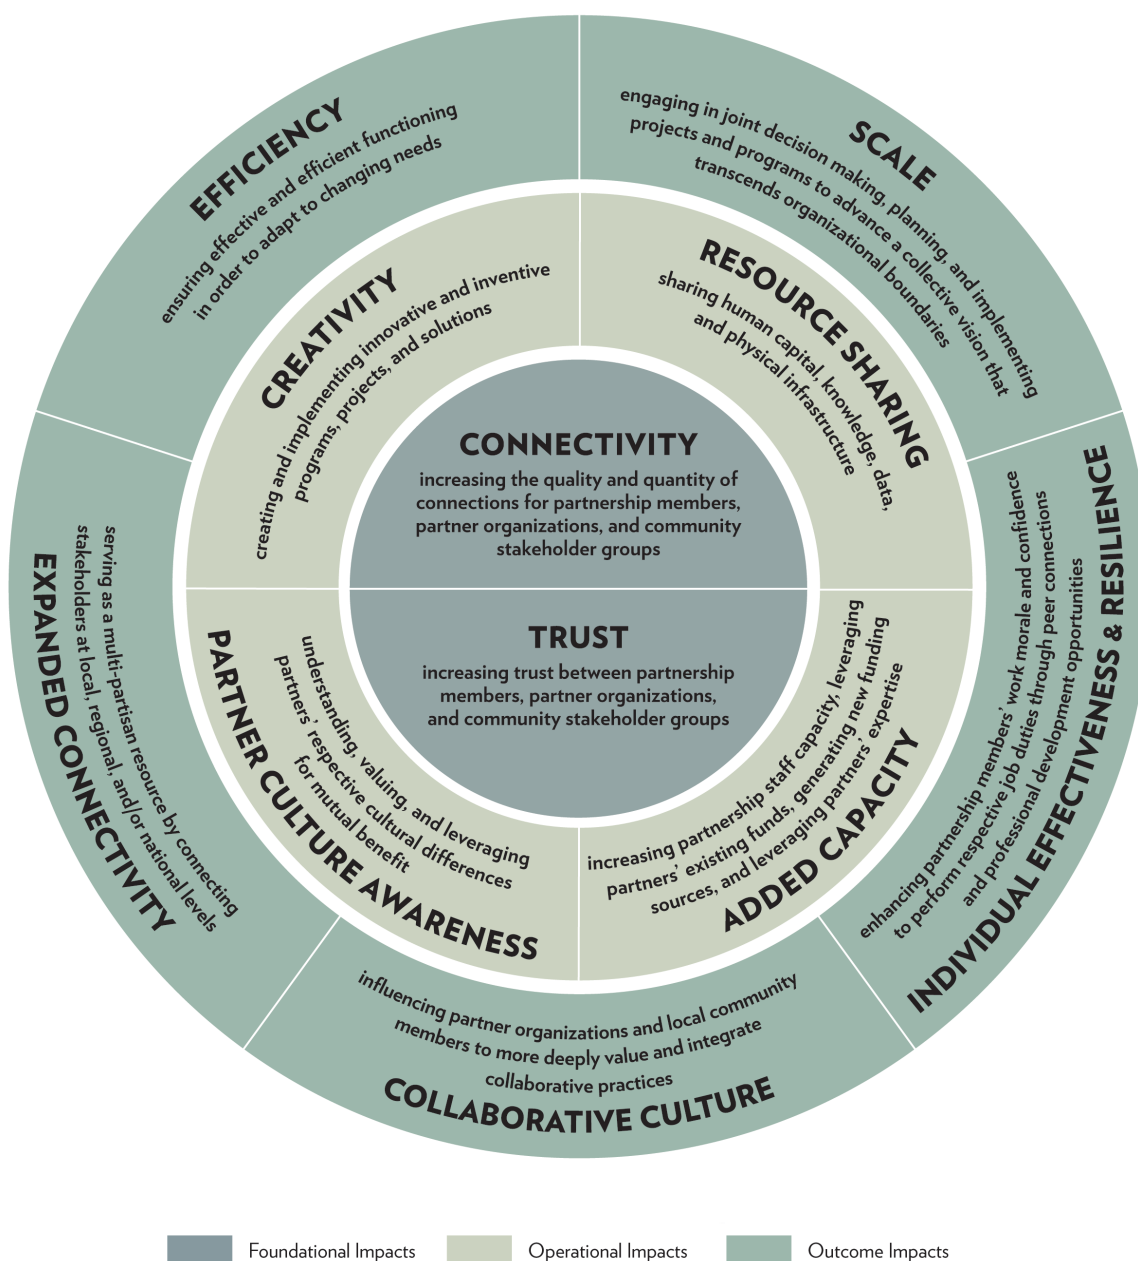 EFFICIENCY
ensuring effective and efficient functioning
in order to adapt to changing needs
SCALE
engaging in joint decision making, planning, and implementing
projects and programs to advance a collective vision that
transcends organizational boundaries
CREATIVITY
creating and implementing innovative and inventive
programs, projects, and solutions
RESOURCE SHARING
sharing human capital, knowledge, data,
and physical infrastructure
CONNECTIVITY
increasing the quality and quantity of
connections for partnership members,
partner organizations, and community
stakeholder groups
TRUST
increasing trust between partnership
members, partner organizations,
and community stakeholder groups
understanding, valuing, and leveraging
partners' respective cultural differences
for mutual benefit
PARTNER CULTURE AWARENESS
increasing partnership staff capacity, leveraging
partners' existing funds, generating new funding
sources, and leveraging partners' expertise
ADDED CAPACITY
serving as a multi-partisan resource by connecting
stakeholders at local, regional, and/or national levels
EXPANDED CONNECTIVITY
enhancing partnership members' work morale and confidence
to perform respective job duties through peer connections
and professional development opportunities
INDIVIDUAL EFFECTIVENESS & RESILIENCE
influencing partner organizations and local community
members to more deeply value and integrate
collaborative practices
COLLABORATIVE CULTURE
Foundational Impacts
Operational Impacts
Outcome Impacts